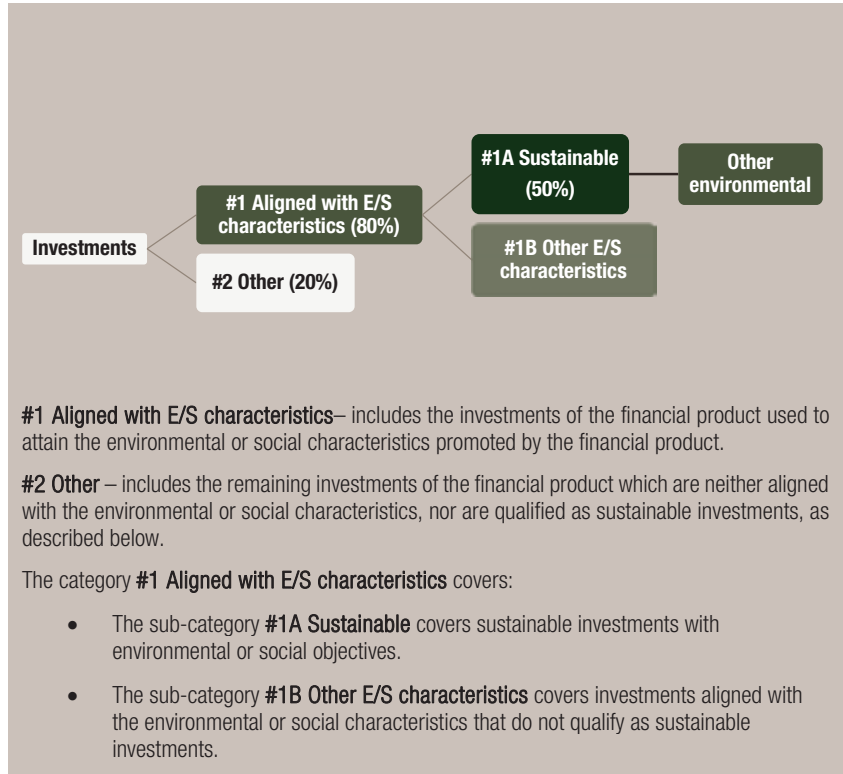 #1A Sustainable
(50%)
Other
environmental
#1 Aligned with E/S
characteristics (80%)
Investments
#1B Other E/S
characteristics
#2 Other (20%)
#1 Aligned with E/S characteristics– includes the investments of the financial product used to
attain the environmental or social characteristics promoted by the financial product.
#2 Other – includes the remaining investments of the financial product which are neither aligned
with the environmental or social characteristics, nor are qualified as sustainable investments, as
described below.
The category #1 Aligned with E/S characteristics covers:
• The sub-category #1A Sustainable covers sustainable investments with
environmental or social objectives.
• The sub-category #1B Other E/S characteristics covers investments aligned with
the environmental or social characteristics that do not qualify as sustainable
investments.